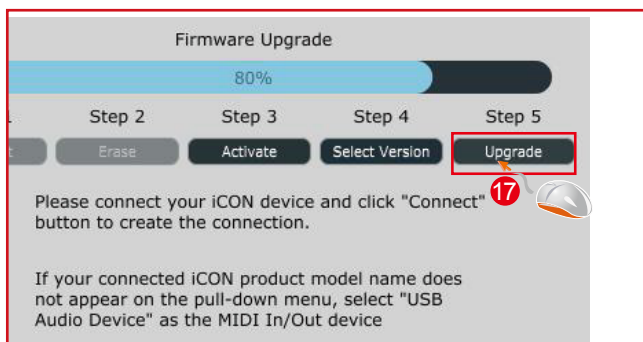 Firmware Upgrade
80%
Step 2 Step 3 Step 4 Step 5
Erase Activate Select Version Upgrade
17
Please connect your iCON device and click "Connect"
button to create the connection.
If your connected iCON product model name does
not appear on the pull-down menu, select "USB
Audio Device" as the MIDI In/Out device